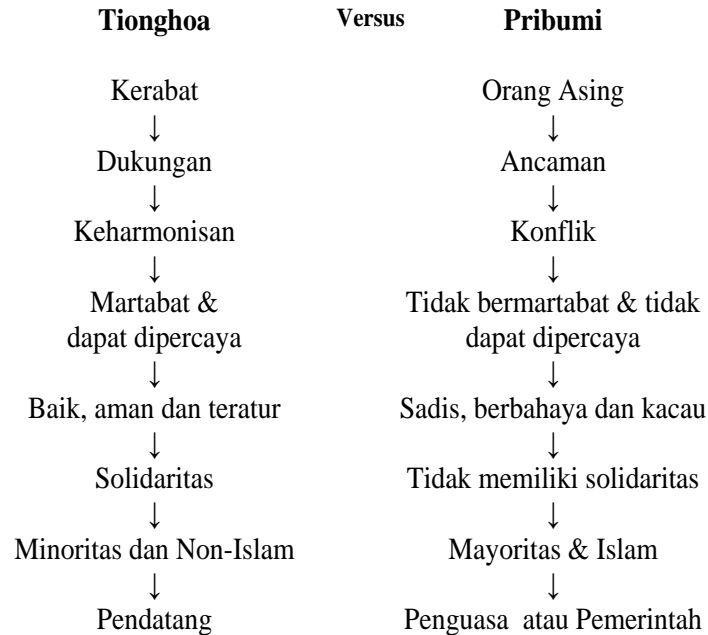 Tionghoa Versus Pribumi
Kerabat Orang Asing
↓ ↓
Dukungan Ancaman
↓ ↓
Keharmonisan Konflik
↓ ↓
Martabat & Tidak bermartabat & tidak
dapat dipercaya dapat dipercaya
↓ ↓
Baik, aman dan teratur Sadis, berbahaya dan kacau
↓ ↓
Solidaritas Tidak memiliki solidaritas
↓ ↓
Minoritas dan Non-Islam Mayoritas & Islam
↓ ↓
Pendatang Penguasa atau Pemerintah